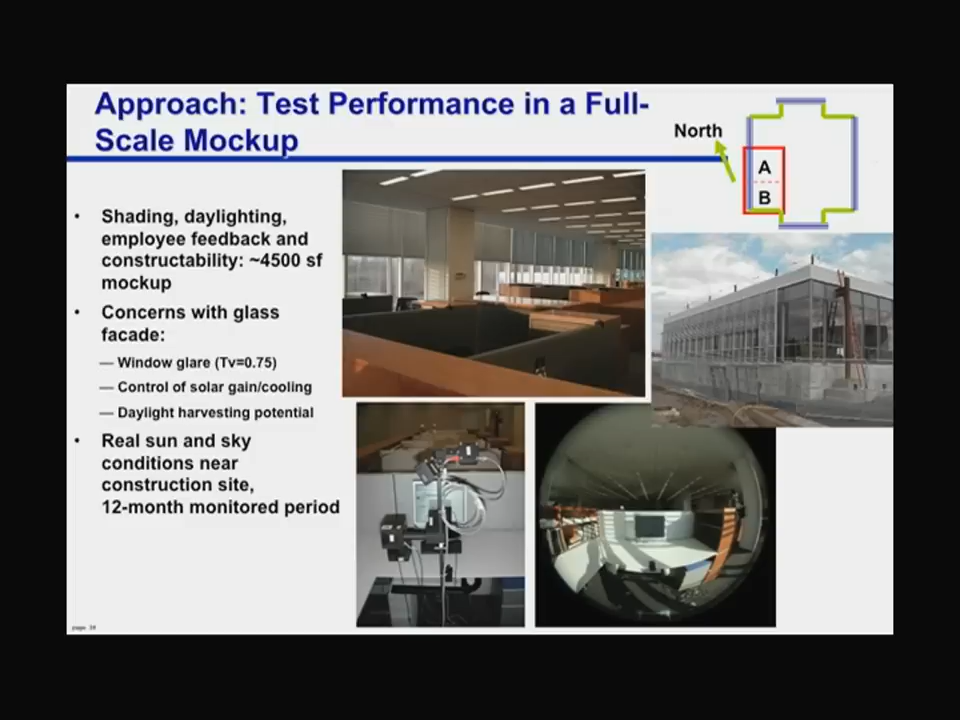 Approach: Test Performance in a Full-
Scale Mockup
North
A
B
• Shading, daylighting,
employee feedback and
constructability: ~4500 sf
mockup
• Concerns with glass
facade:
— Window glare (Tv=0.75)
— Control of solar gain/cooling
— Daylight harvesting potential
• Real sun and sky
conditions near
construction site,
12-month monitored period